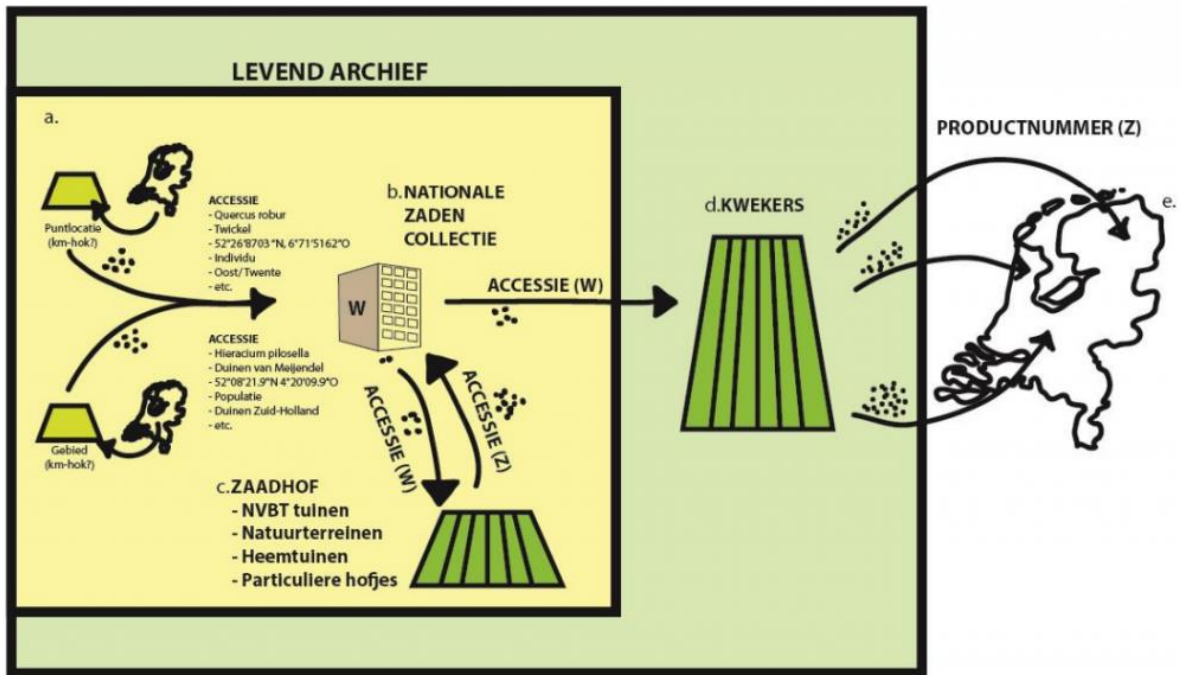 LEVEND ARCHIEF
a.
Puntlocatie
(km-hok?)
ACCESSIE
- Quercus robur
- Twickel
- 52°26'8703 "N, 6°71'5162"O
- Individu
- Oost/Twente
- etc.
ACCESSIE
- Hieracium pilosella
- Duinen van Meijendel
- 52°08'21.9"N 4°20'09.9"O
- Populatie
- Duinen Zuid-Holland
- etc.
Gebied
(km-hok?)
b. NATIONALE
ZADEN
COLLECTIE
W
ACCESSIE (W)
ACCESSIE (W)
ACCESSIE (Z)
c. ZAADHOF
- NVBT tuinen
- Natuurterreinen
- Heemtuinen
- Particuliere hofjes
d. KWEKERS
PRODUCTNUMMER (Z)
e.